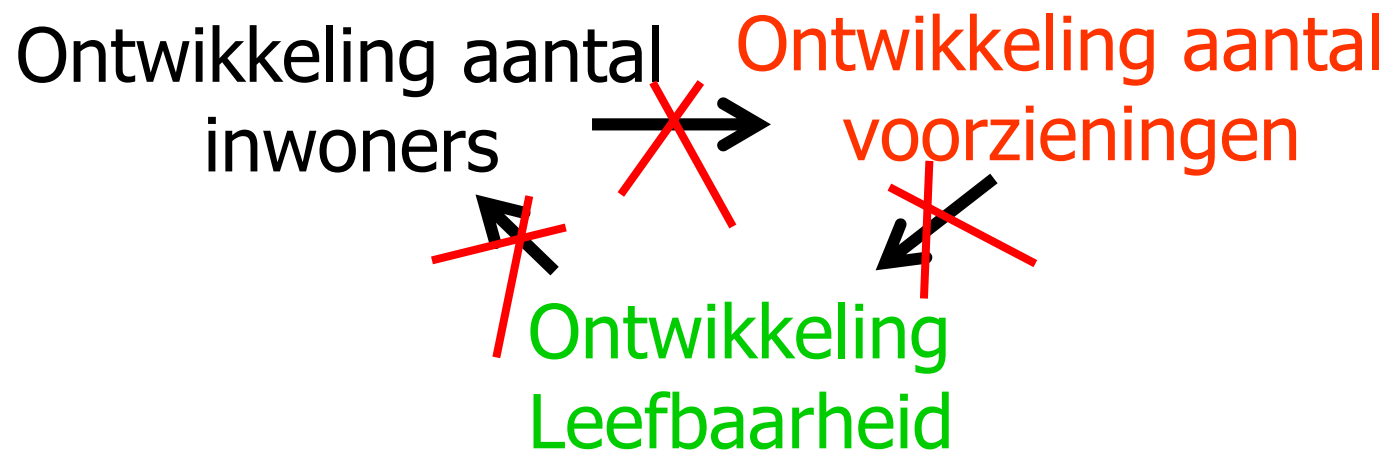 Ontwikkeling aantal
inwoners
Ontwikkeling aantal
voorzieningen
Ontwikkeling
Leefbaarheid